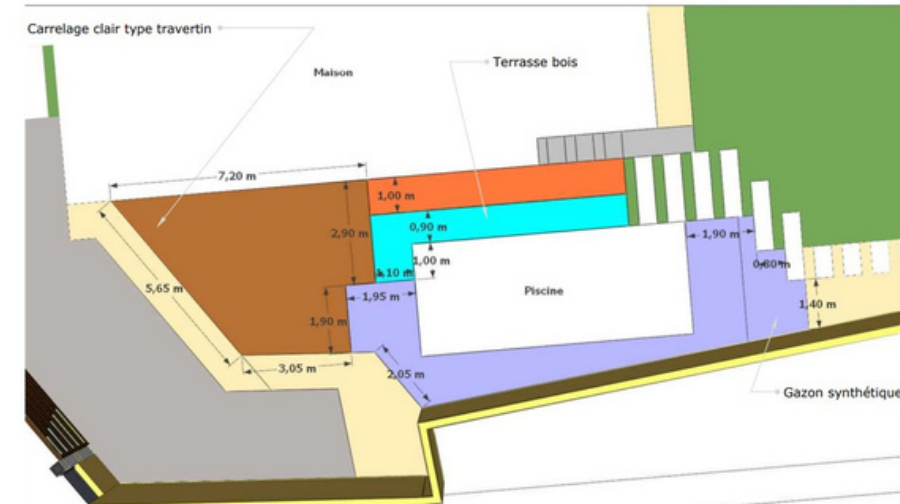 Carrelage clair type travertin
Maison
Terrasse bois
7,20 m
1,00 m
2,90 m
0,90 m
1,00 m
1,90 m
1,10 m
0,80 m
5,65 m
1,95 m
Piscine
1,40 m
1,90 m
3,05 m
2,05 m
Gazon synthétique